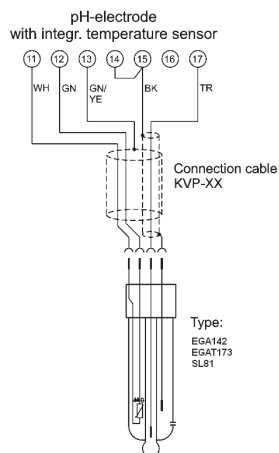 pH-electrode
with integr. temperature sensor
11 12 13 14 15 16 17
WH GN GN/ BK TR
YE
Connection cable
KVP-XX
Type:
EGA142
EGAT173
SL81